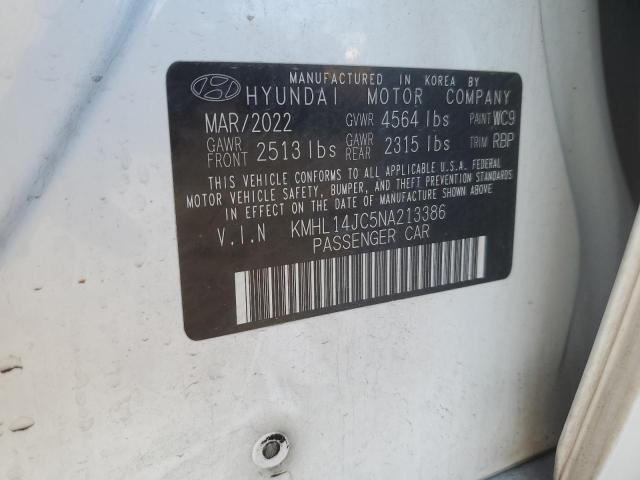 MANUFACTURED IN KOREA BY
HYUNDAI MOTOR COMPANY
MAR/2022 GVWR 4564 lbs PAINT WC9
GAWR FRONT 2513 lbs GAWR REAR 2315 lbs TRIM RBP
THIS VEHICLE CONFORMS TO ALL APPLICABLE U.S.A. FEDERAL
MOTOR VEHICLE SAFETY, BUMPER, AND THEFT PREVENTION STANDARDS
IN EFFECT ON THE DATE OF MANUFACTURE SHOWN ABOVE
V.I.N KMHL14JC5NA213386
PASSENGER CAR